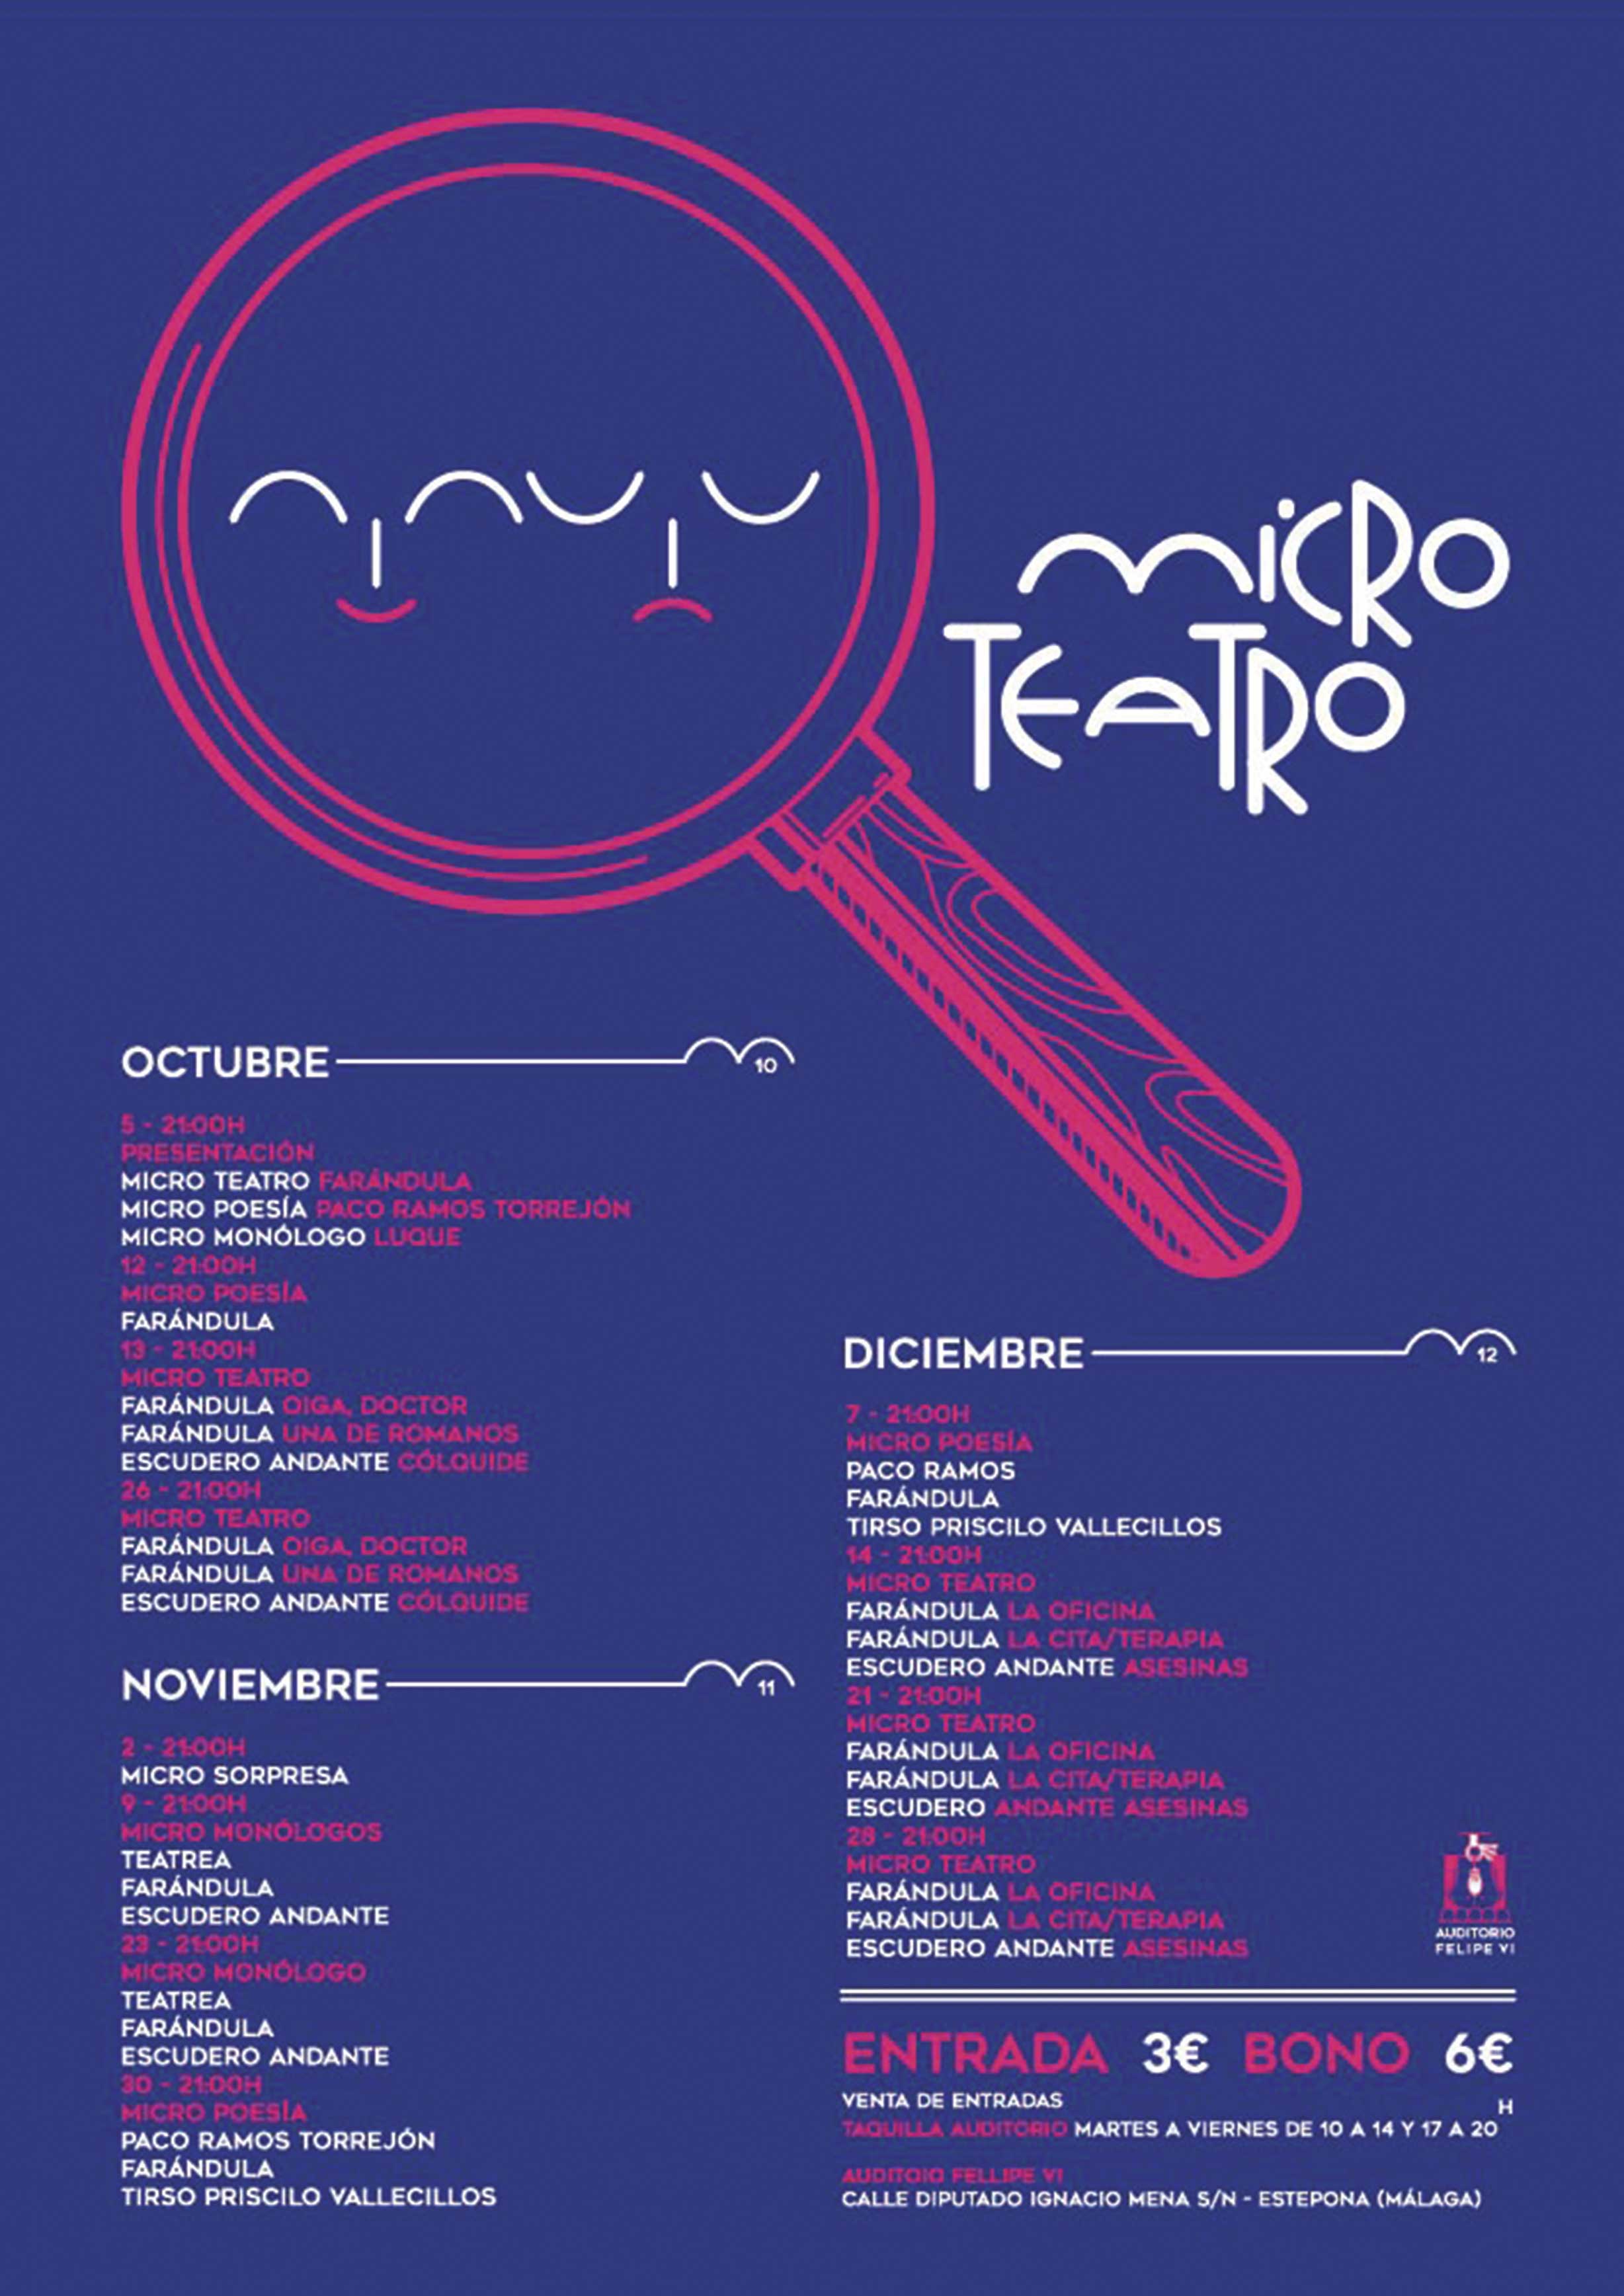 MICRO
TEATRO
OCTUBRE 10
5 - 21:00H
PRESENTACIÓN
MICRO TEATRO FARÁNDULA
MICRO POESÍA PACO RAMOS TORREJÓN
MICRO MONÓLOGO LUQUE
12 - 21:00H
MICRO POESÍA
FARÁNDULA
13 - 21:00H
MICRO TEATRO
FARÁNDULA OIGA, DOCTOR
FARÁNDULA UNA DE ROMANOS
ESCUDERO ANDANTE CÓLQUIDE
26 - 21:00H
MICRO TEATRO
FARÁNDULA OIGA, DOCTOR
FARÁNDULA UNA DE ROMANOS
ESCUDERO ANDANTE CÓLQUIDE
NOVIEMBRE 11
2 - 21:00H
MICRO SORPRESA
9 - 21:00H
MICRO MONÓLOGOS
TEATREA
FARÁNDULA
ESCUDERO ANDANTE
23 - 21:00H
MICRO MONÓLOGO
TEATREA
FARÁNDULA
ESCUDERO ANDANTE
30 - 21:00H
MICRO POESÍA
PACO RAMOS TORREJÓN
FARÁNDULA
TIRSO PRISCILO VALLECILLOS
DICIEMBRE 12
7 - 21:00H
MICRO POESÍA
PACO RAMOS
FARÁNDULA
TIRSO PRISCILO VALLECILLOS
14 - 21:00H
MICRO TEATRO
FARÁNDULA LA OFICINA
FARÁNDULA LA CITA/TERAPIA
ESCUDERO ANDANTE ASESINAS
21 - 21:00H
MICRO TEATRO
FARÁNDULA LA OFICINA
FARÁNDULA LA CITA/TERAPIA
ESCUDERO ANDANTE ASESINAS
28 - 21:00H
MICRO TEATRO
FARÁNDULA LA OFICINA
FARÁNDULA LA CITA/TERAPIA
ESCUDERO ANDANTE ASESINAS
AUDITORIO
FELIPE VI
ENTRADA 3€ BONO 6€
VENTA DE ENTRADAS
TAQUILLA AUDITORIO MARTES A VIERNES DE 10 A 14 Y 17 A 20 H
AUDITOIO FELLIPE VI
CALLE DIPUTADO IGNACIO MENA S/N - ESTEPONA (MÁLAGA)